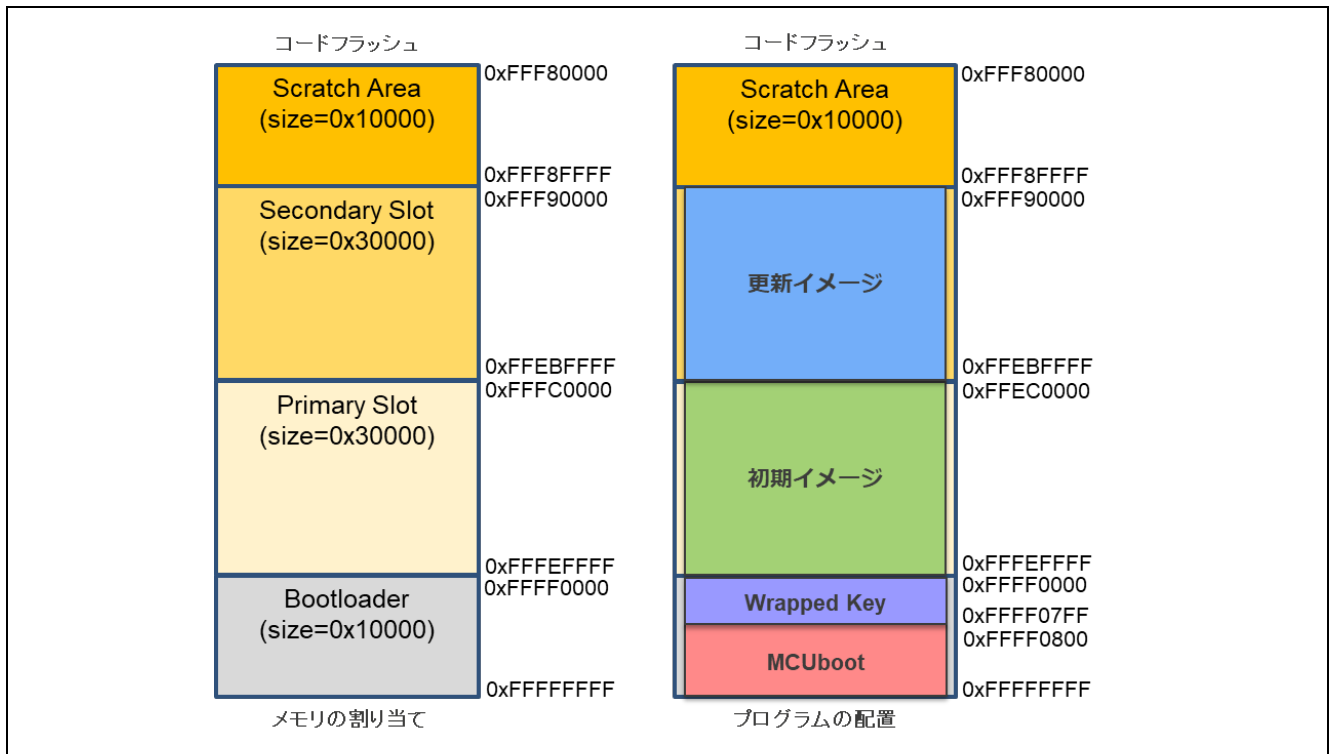 コードフラッシュ
Scratch Area
(size=0x10000)
0xFFF80000
0xFFF8FFFF
Secondary Slot
(size=0x30000)
0xFFF90000
0xFFEBFFFF
Primary Slot
(size=0x30000)
0xFFFC0000
0xFFFEFFFF
Bootloader
(size=0x10000)
0xFFFF0000
0xFFFFFFFF
メモリの割り当て
コードフラッシュ
Scratch Area
(size=0x10000)
0xFFF80000
0xFFF8FFFF
0xFFF90000
更新イメージ
0xFFEBFFFF
0xFFEC0000
初期イメージ
0xFFFEFFFF
0xFFFF0000
Wrapped Key
0xFFFF07FF
0xFFFF0800
MCUboot
0xFFFFFFFF
プログラムの配置